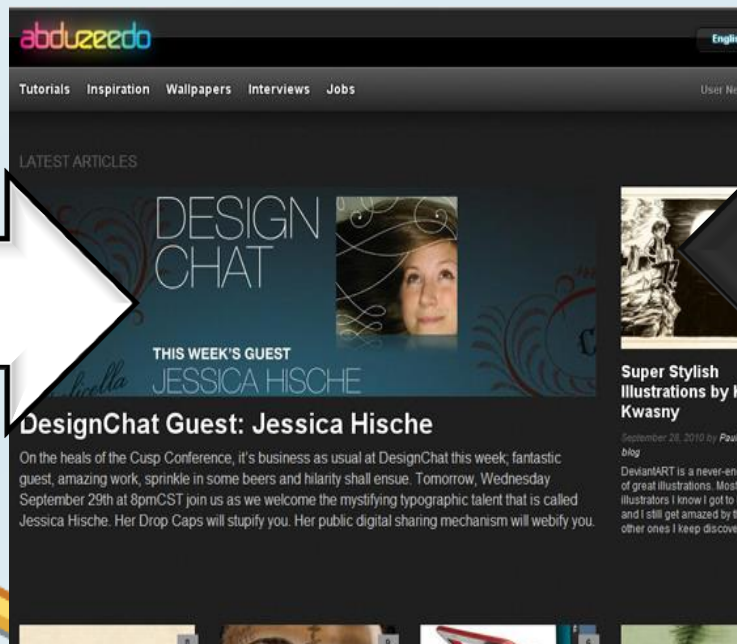 abduzeedo
Tutorials Inspiration Wallpapers Interviews Jobs
LATEST ARTICLES
DESIGN
CHAT
THIS WEEK'S GUEST
JESSICA HISCHE
DesignChat Guest: Jessica Hische
On the heals of the Cusp Conference, it's business as usual at DesignChat this week; fantastic
guest, amazing work, sprinkle in some beers and hilarity shall ensue. Tomorrow, Wednesday
September 29th at 8pmCST join us as we welcome the mystifying typographic talent that is called
Jessica Hische. Her Drop Caps will stupify you. Her public digital sharing mechanism will webify you.
Super Stylish
Illustrations by
Kwasny
September 28, 2010 by
blog
DeviantART is a
of great illustrations.
illustrators I know I got to
and I still get amazed by
other ones I keep